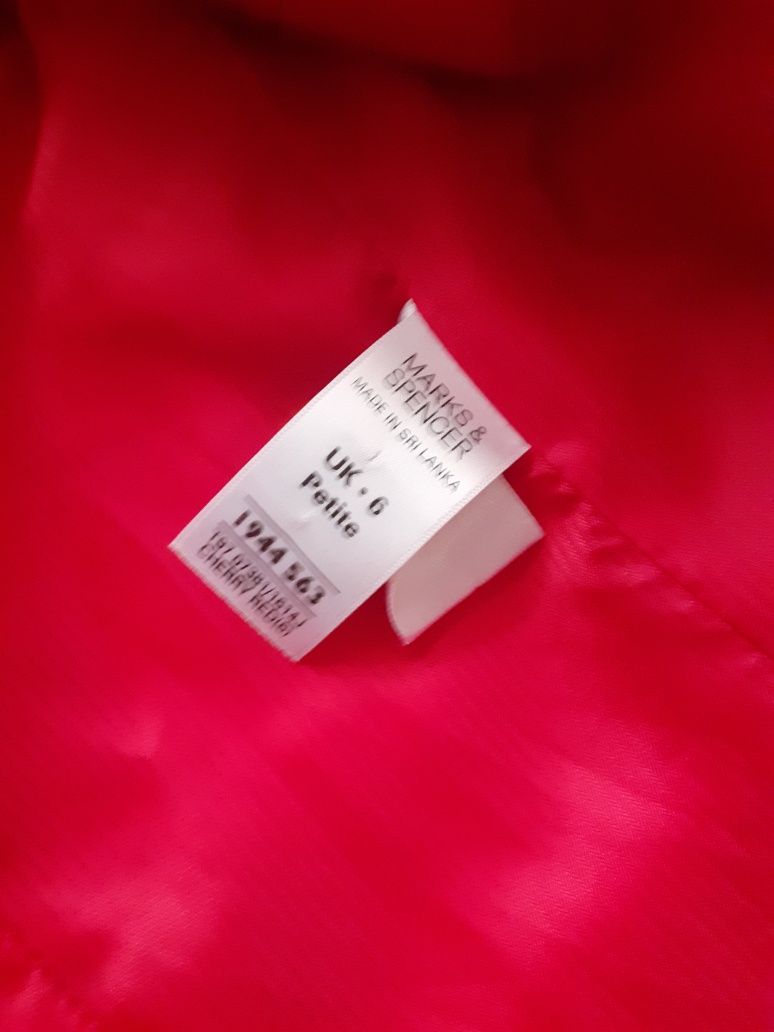 MARKS &
SPENCER
MADE IN SRI LANKA
UK • 6
Petite
1944 563
CHERRY RED